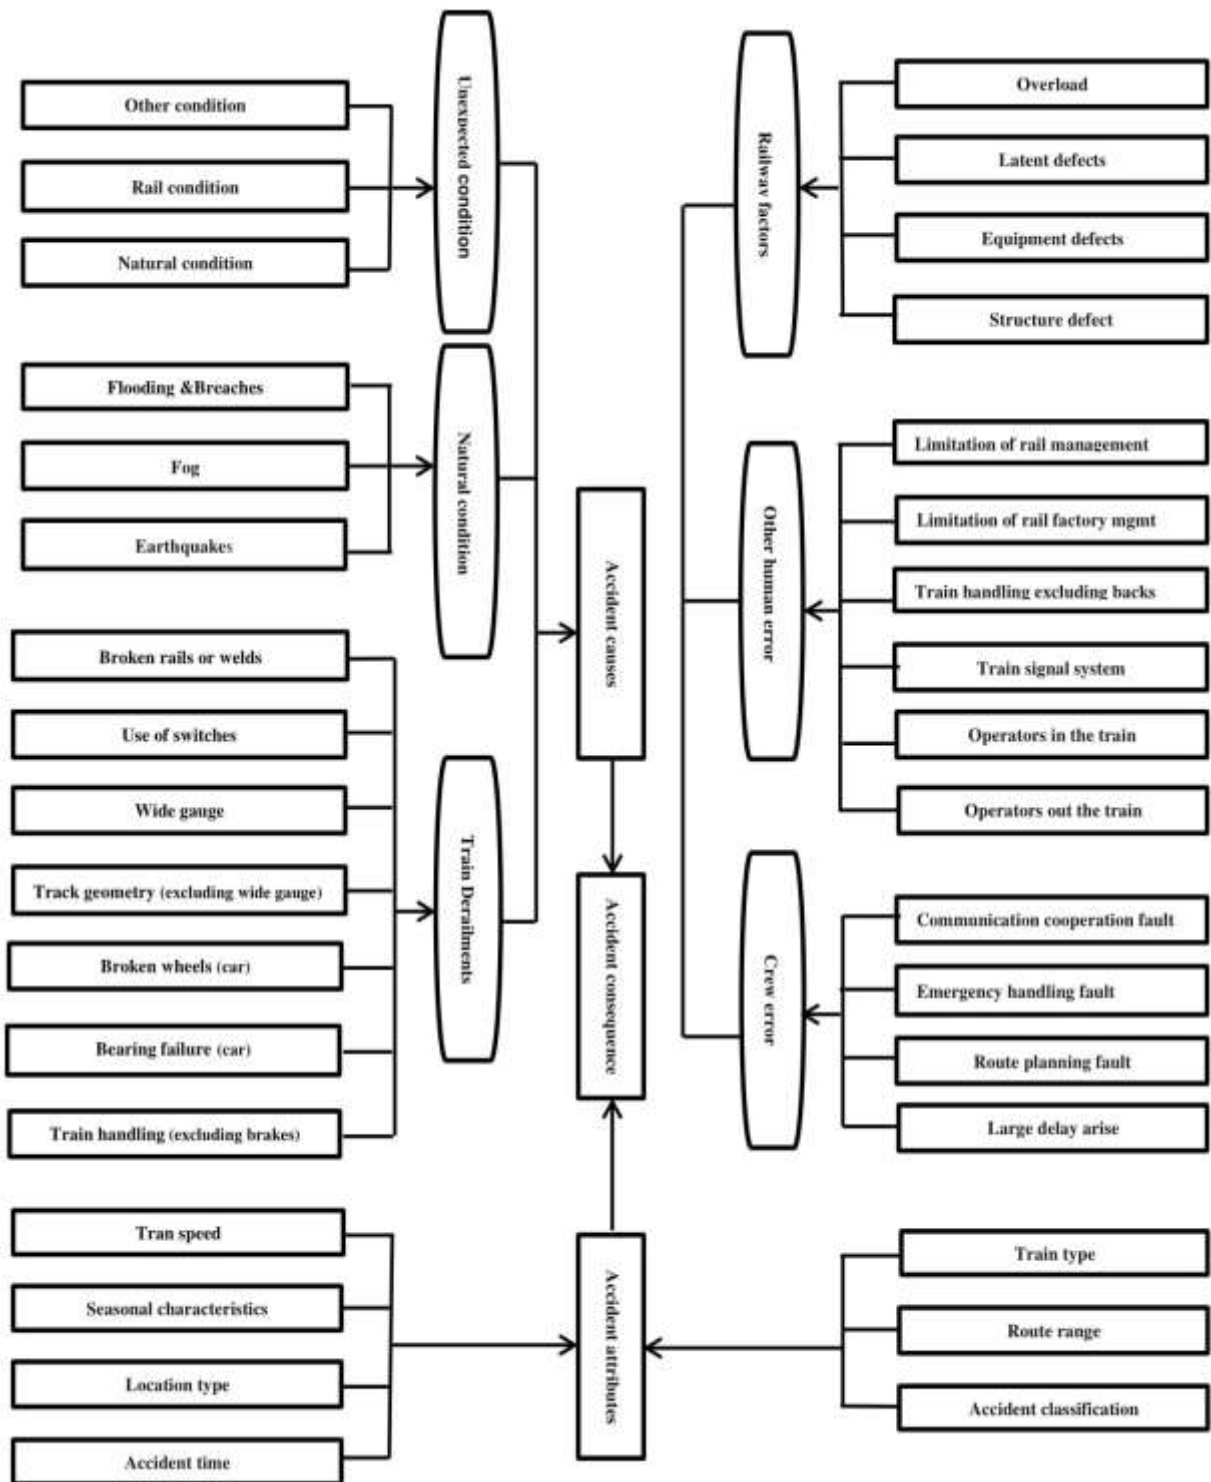 Other condition
Rail condition
Natural condition
Unexpected condition
Flooding &Breaches
Fog
Earthquakes
Natural condition
Broken rails or welds
Use of switches
Wide gauge
Track geometry (excluding wide gauge)
Broken wheels (car)
Bearing failure (car)
Train handling (excluding brakes)
Train Derailments
Accident causes
Accident consequence
Accident attributes
Tran speed
Seasonal characteristics
Location type
Accident time
Railway factors
Overload
Latent defects
Equipment defects
Structure defect
Other human error
Limitation of rail management
Limitation of rail factory mgmt
Train handling excluding backs
Train signal system
Operators in the train
Operators out the train
Crew error
Communication cooperation fault
Emergency handling fault
Route planning fault
Large delay arise
Train type
Route range
Accident classification